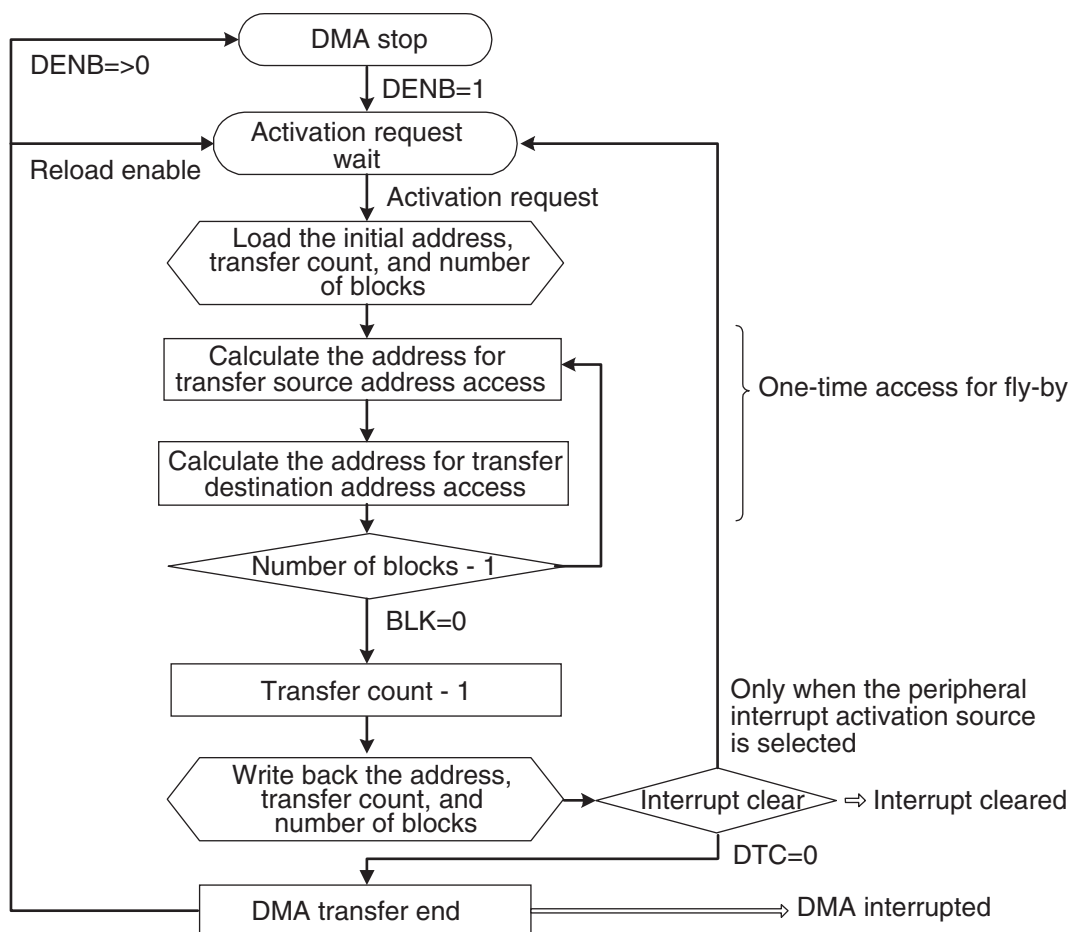 DMA stop
DENB=>0
DENB=1
Activation request
wait
Reload enable
Activation request
Load the initial address,
transfer count, and number
of blocks
Calculate the address for
transfer source address access
One-time access for fly-by
Calculate the address for transfer
destination address access
Number of blocks - 1
BLK=0
Transfer count - 1
Only when the peripheral
interrupt activation source
is selected
Write back the address,
transfer count, and
number of blocks
Interrupt clear
Interrupt cleared
DTC=0
DMA transfer end
DMA interrupted